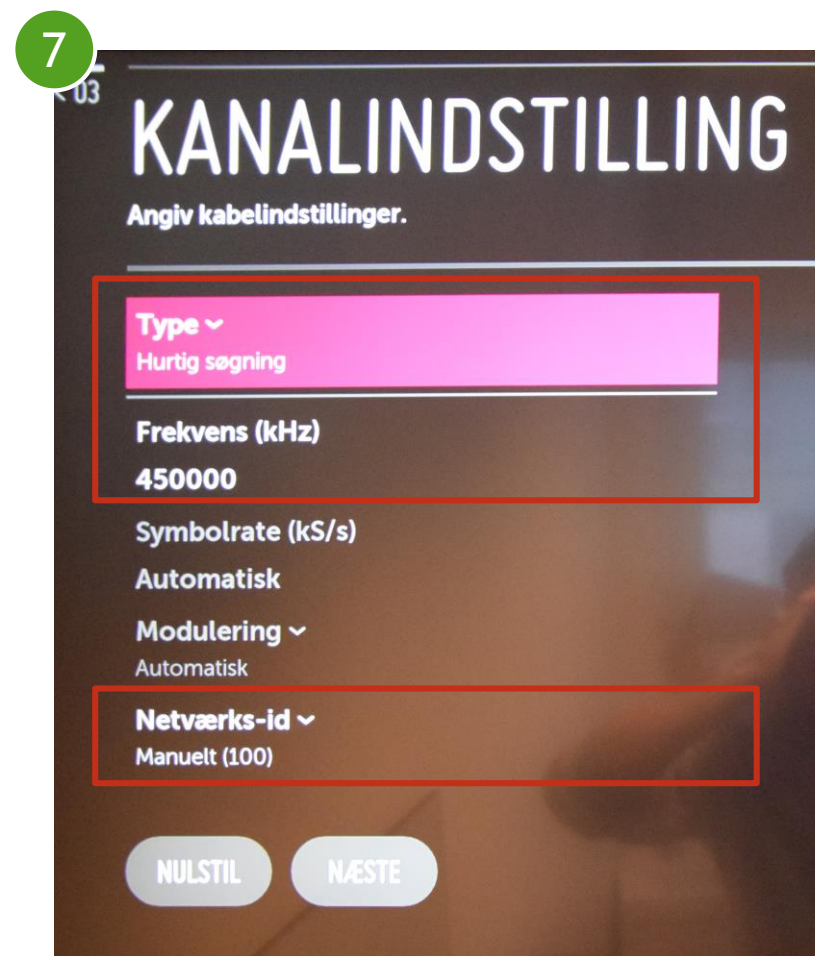 7
< 03
KANALINDSTILLING
Angiv kabelindstillinger.
Type
Hurtig søgning
Frekvens (kHz)
450000
Symbolrate (kS/s)
Automatisk
Modulering
Automatisk
Netværks-id
Manuelt (100)
NULSTIL
NÆSTE